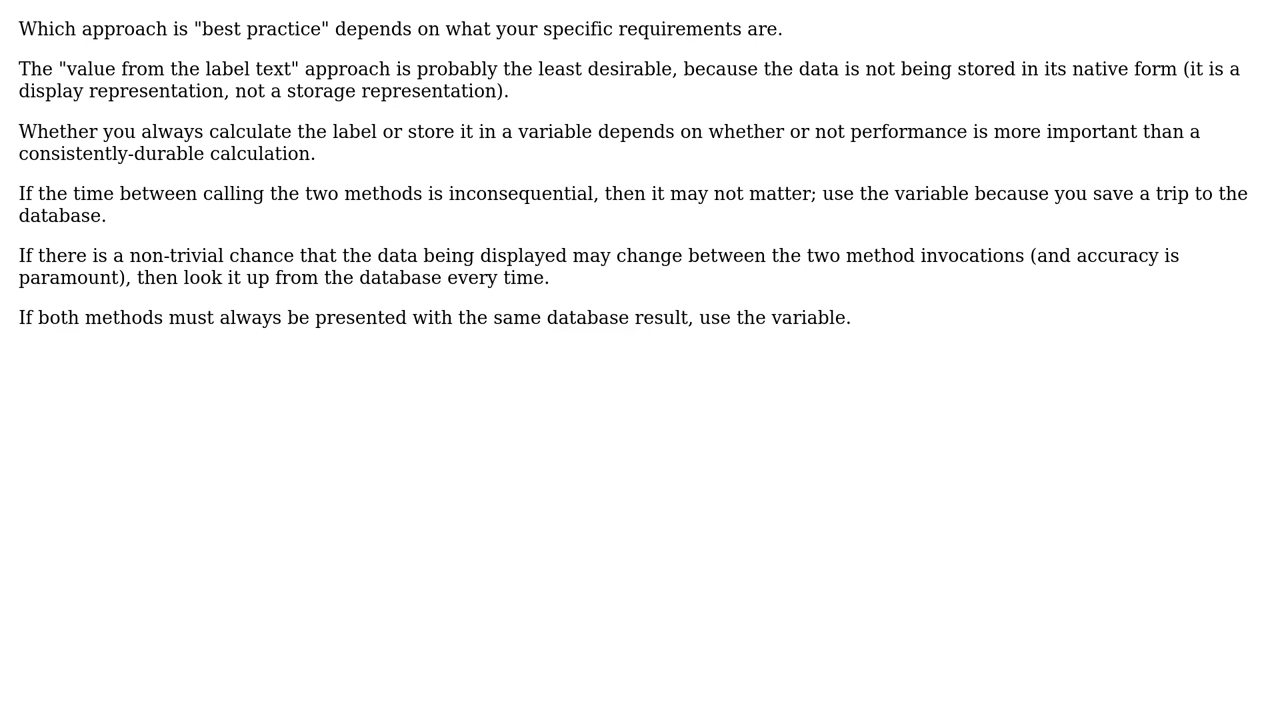 Which approach is "best practice" depends on what your specific requirements are.
The "value from the label text" approach is probably the least desirable, because the data is not being stored in its native form (it is a
display representation, not a storage representation).
Whether you always calculate the label or store it in a variable depends on whether or not performance is more important than a
consistently-durable calculation.
If the time between calling the two methods is inconsequential, then it may not matter; use the variable because you save a trip to the
database.
If there is a non-trivial chance that the data being displayed may change between the two method invocations (and accuracy is
paramount), then look it up from the database every time.
If both methods must always be presented with the same database result, use the variable.